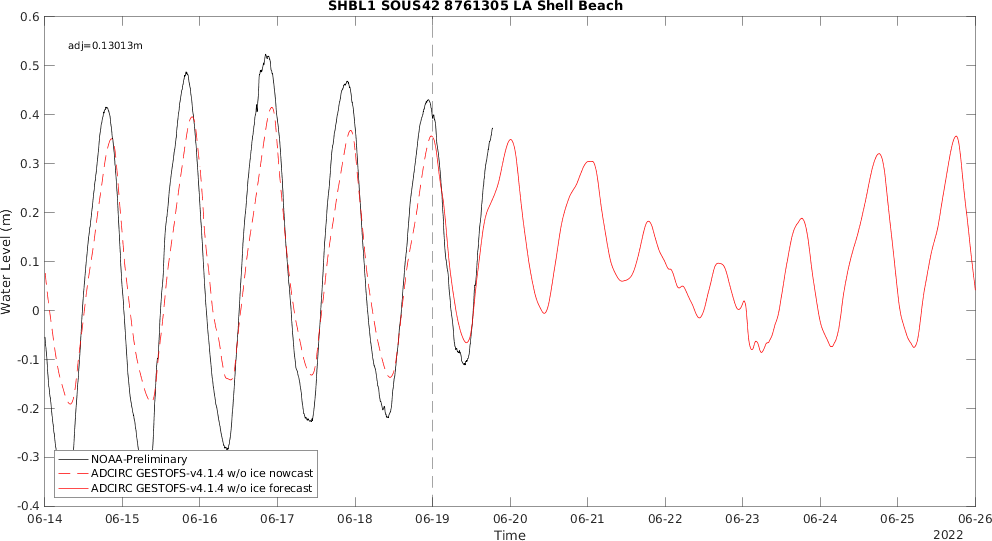 SHBL1 SOUS42 8761305 LA Shell Beach
adj=0.13013m
0.6
0.5
0.4
0.3
0.2
0.1
0
-0.1
-0.2
-0.3
-0.4
Water Level (m)
NOAA-Preliminary
ADCIRC GESTOFS-v4.1.4 w/o ice nowcast
ADCIRC GESTOFS-v4.1.4 w/o ice forecast
06-14 06-15 06-16 06-17 06-18 06-19 06-20 06-21 06-22 06-23 06-24 06-25 06-26
Time
2022